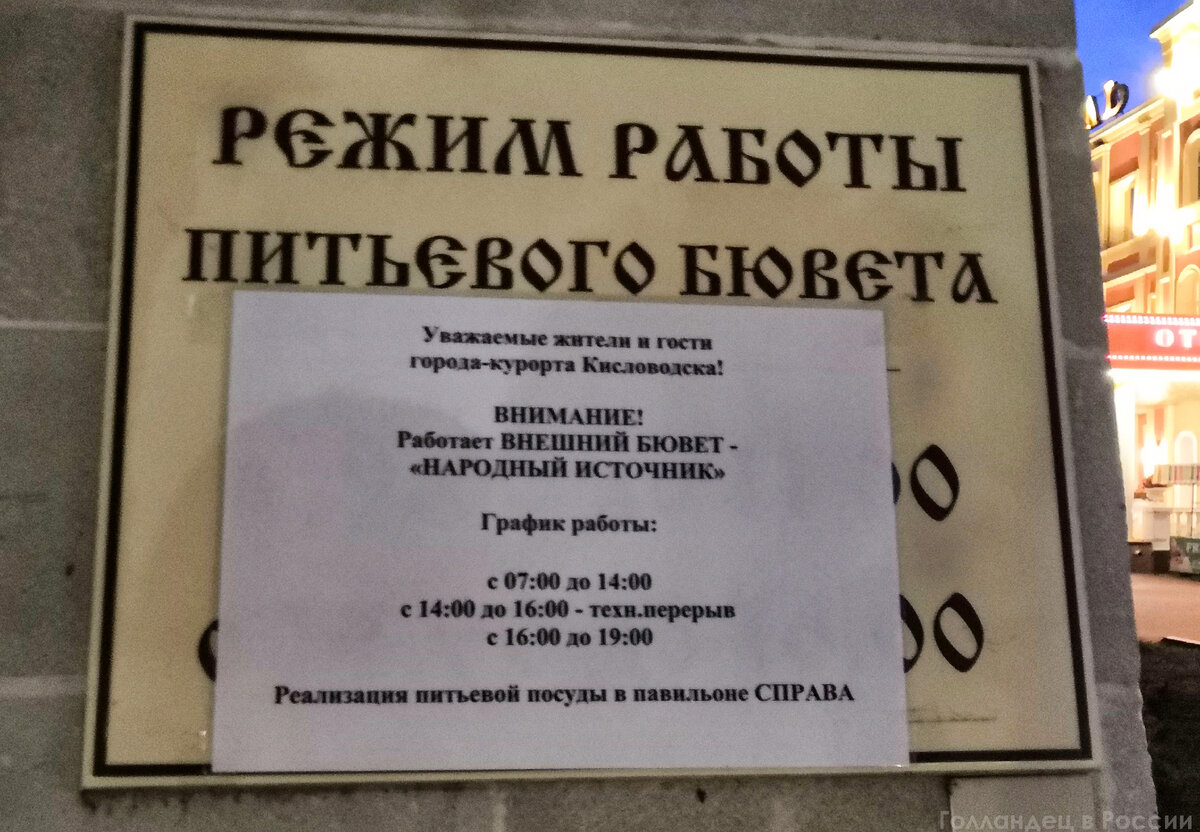 РЕЖИМ РАБОТЫ
ПИТЬЕВОГО БЮВЕТА
Уважаемые жители и гости
города-курорта Кисловодска!
ВНИМАНИЕ!
Работает ВНЕШНИЙ БЮВЕТ -
«НАРОДНЫЙ ИСТОЧНИК»
График работы:
с 07:00 до 14:00
с 14:00 до 16:00 - техн.перерыв
с 16:00 до 19:00
Реализация питьевой посуды в павильоне СПРАВА
Голландец в России